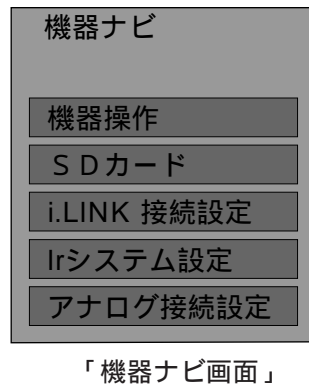 機器ナビ
機器操作
ＳＤカード
i.LINK 接続設定
Irシステム設定
アナログ接続設定
「機器ナビ画面」